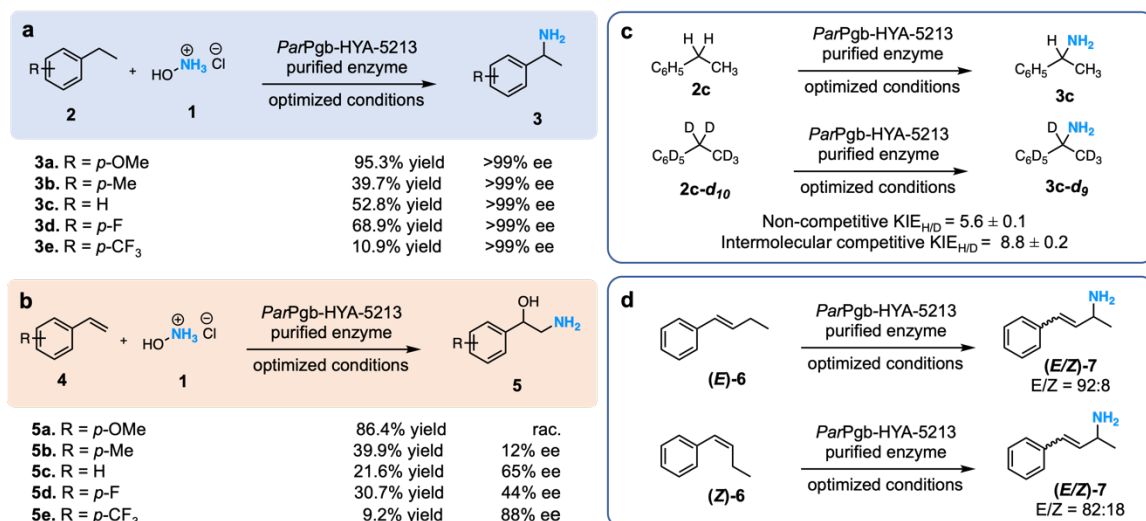 a
R
2
+
HO NH3 Cl
⊕ ⊖
1
ParPgb-HYA-5213
purified enzyme
optimized conditions
NH2
R
3
3a. R = p-OMe 95.3% yield >99% ee
3b. R = p-Me 39.7% yield >99% ee
3c. R = H 52.8% yield >99% ee
3d. R = p-F 68.9% yield >99% ee
3e. R = p-CF3 10.9% yield >99% ee
b
R
4
+
HO NH3 Cl
⊕ ⊖
1
ParPgb-HYA-5213
purified enzyme
optimized conditions
OH
NH2
R
5
5a. R = p-OMe 86.4% yield rac.
5b. R = p-Me 39.9% yield 12% ee
5c. R = H 21.6% yield 65% ee
5d. R = p-F 30.7% yield 44% ee
5e. R = p-CF3 9.2% yield 88% ee
c
H H
C6H5 CH3
2c
ParPgb-HYA-5213
purified enzyme
optimized conditions
H NH2
C6H5 CH3
3c
D D
C6D5 CD3
2c-d10
ParPgb-HYA-5213
purified enzyme
optimized conditions
D NH2
C6D5 CD3
3c-d9
Non-competitive KIEH/D = 5.6 ± 0.1
Intermolecular competitive KIEH/D = 8.8 ± 0.2
d
(E)-6
ParPgb-HYA-5213
purified enzyme
optimized conditions
NH2
(E/Z)-7
E/Z = 92:8
(Z)-6
ParPgb-HYA-5213
purified enzyme
optimized conditions
NH2
(E/Z)-7
E/Z = 82:18